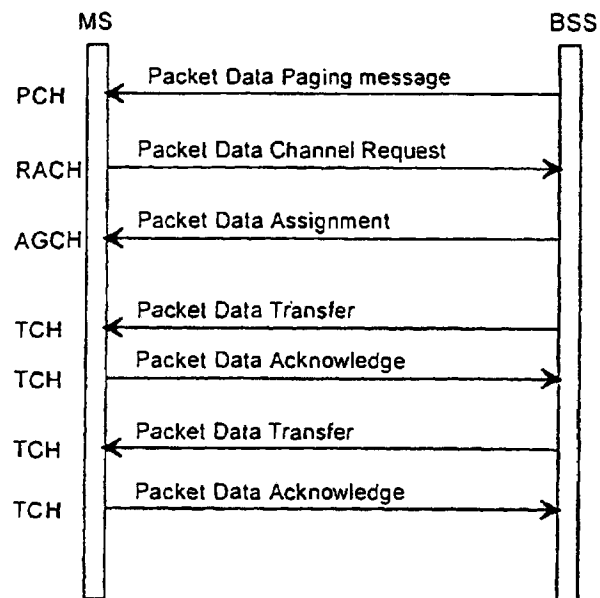 MS BSS
Packet Data Paging message
PCH
Packet Data Channel Request
RACH
Packet Data Assignment
AGCH
Packet Data Transfer
TCH
Packet Data Acknowledge
TCH
Packet Data Transfer
TCH
Packet Data Acknowledge
TCH